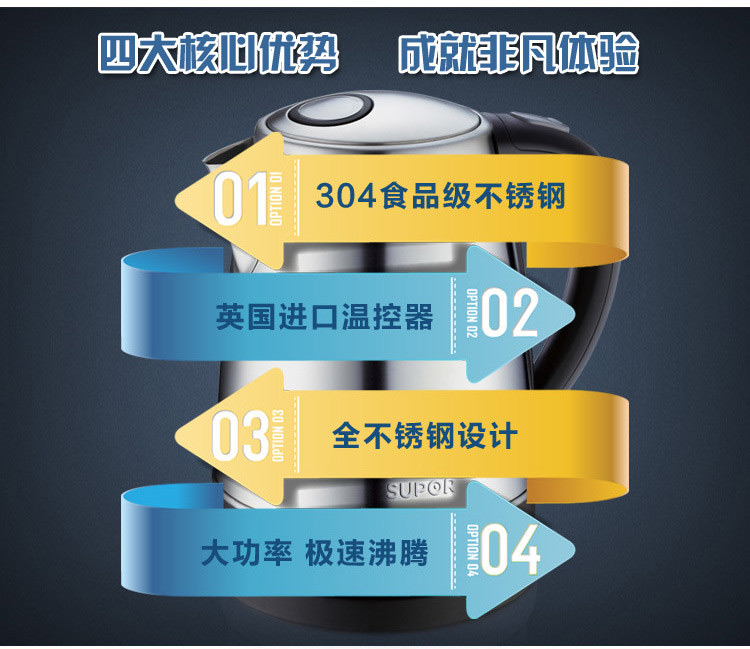 四大核心优势 成就非凡体验
01 OPTION 01 304食品级不锈钢
英国进口温控器 OPTION 02 02
03 OPTION 03 全不锈钢设计
SUPOR
大功率 极速沸腾 OPTION 04 04